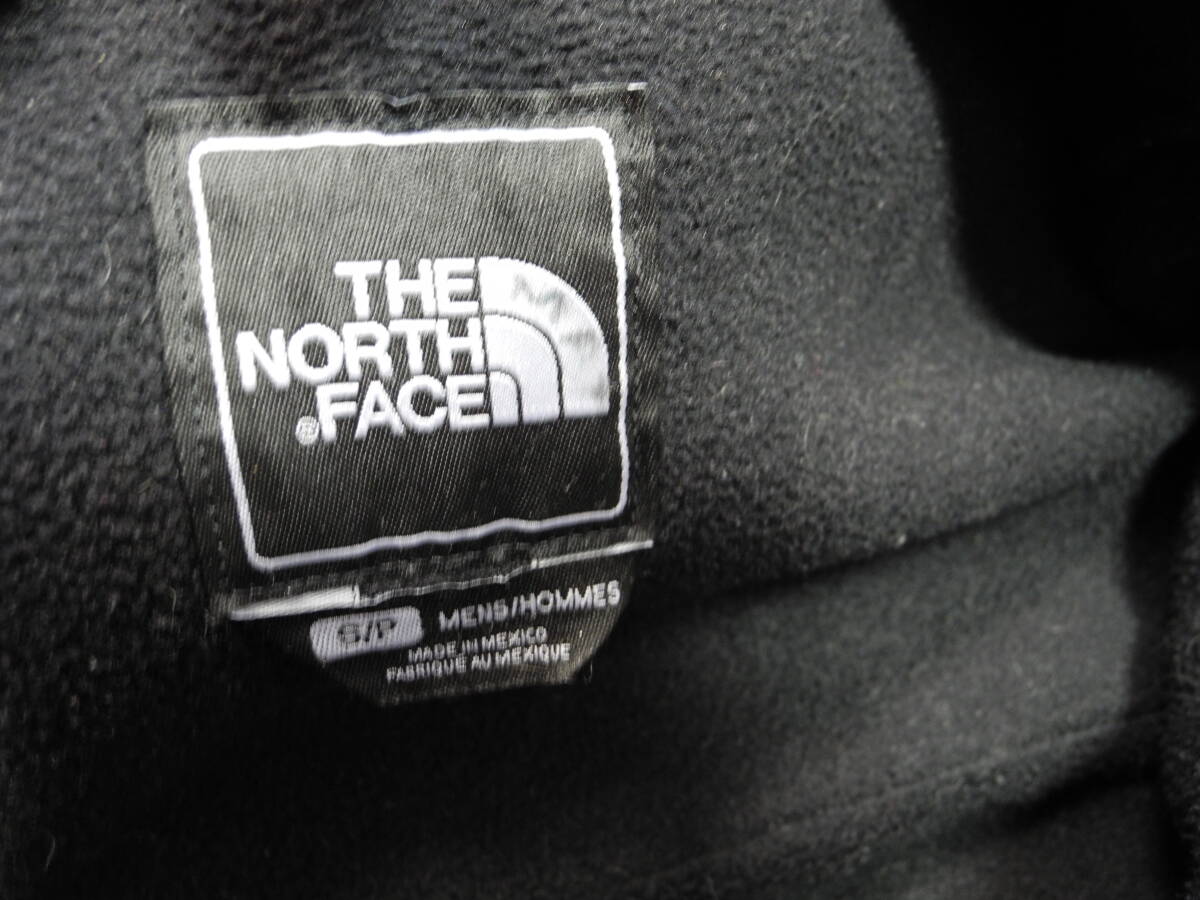 THE
NORTH
FACE
®
S/P MENS/HOMMES
MADE IN MEXICO
FABRIQUE AU MEXIQUE